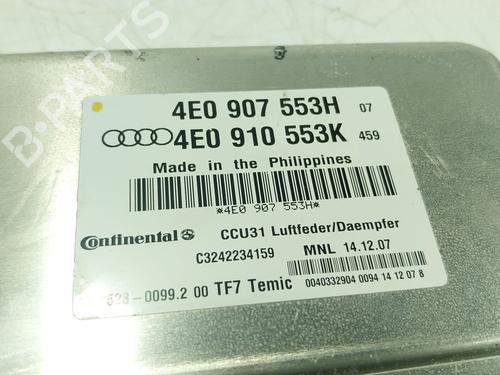 4E0 907 553H 07
4E0 910 553K 459
Made in the Philippines
*4E0 907 553H*
Continental CCU31 Luftfeder/Daempfer
C3242234159 MNL 14.12.07
528-0099.2 00 TF7 Temic 0040332904 0094 14 12 07 8
B-PARTS